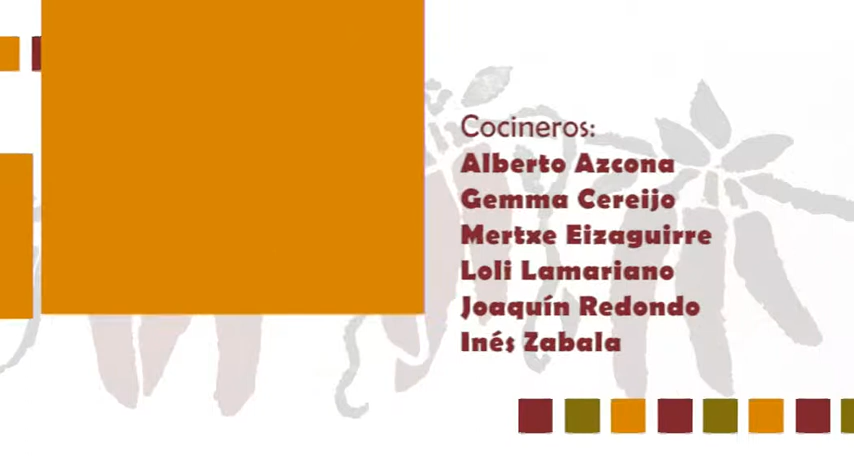 Cocineros:
Alberto Azcona
Gemma Cereijo
Mertxe Eizaguirre
Loli Lamariano
Joaquín Redondo
Inés Zabala